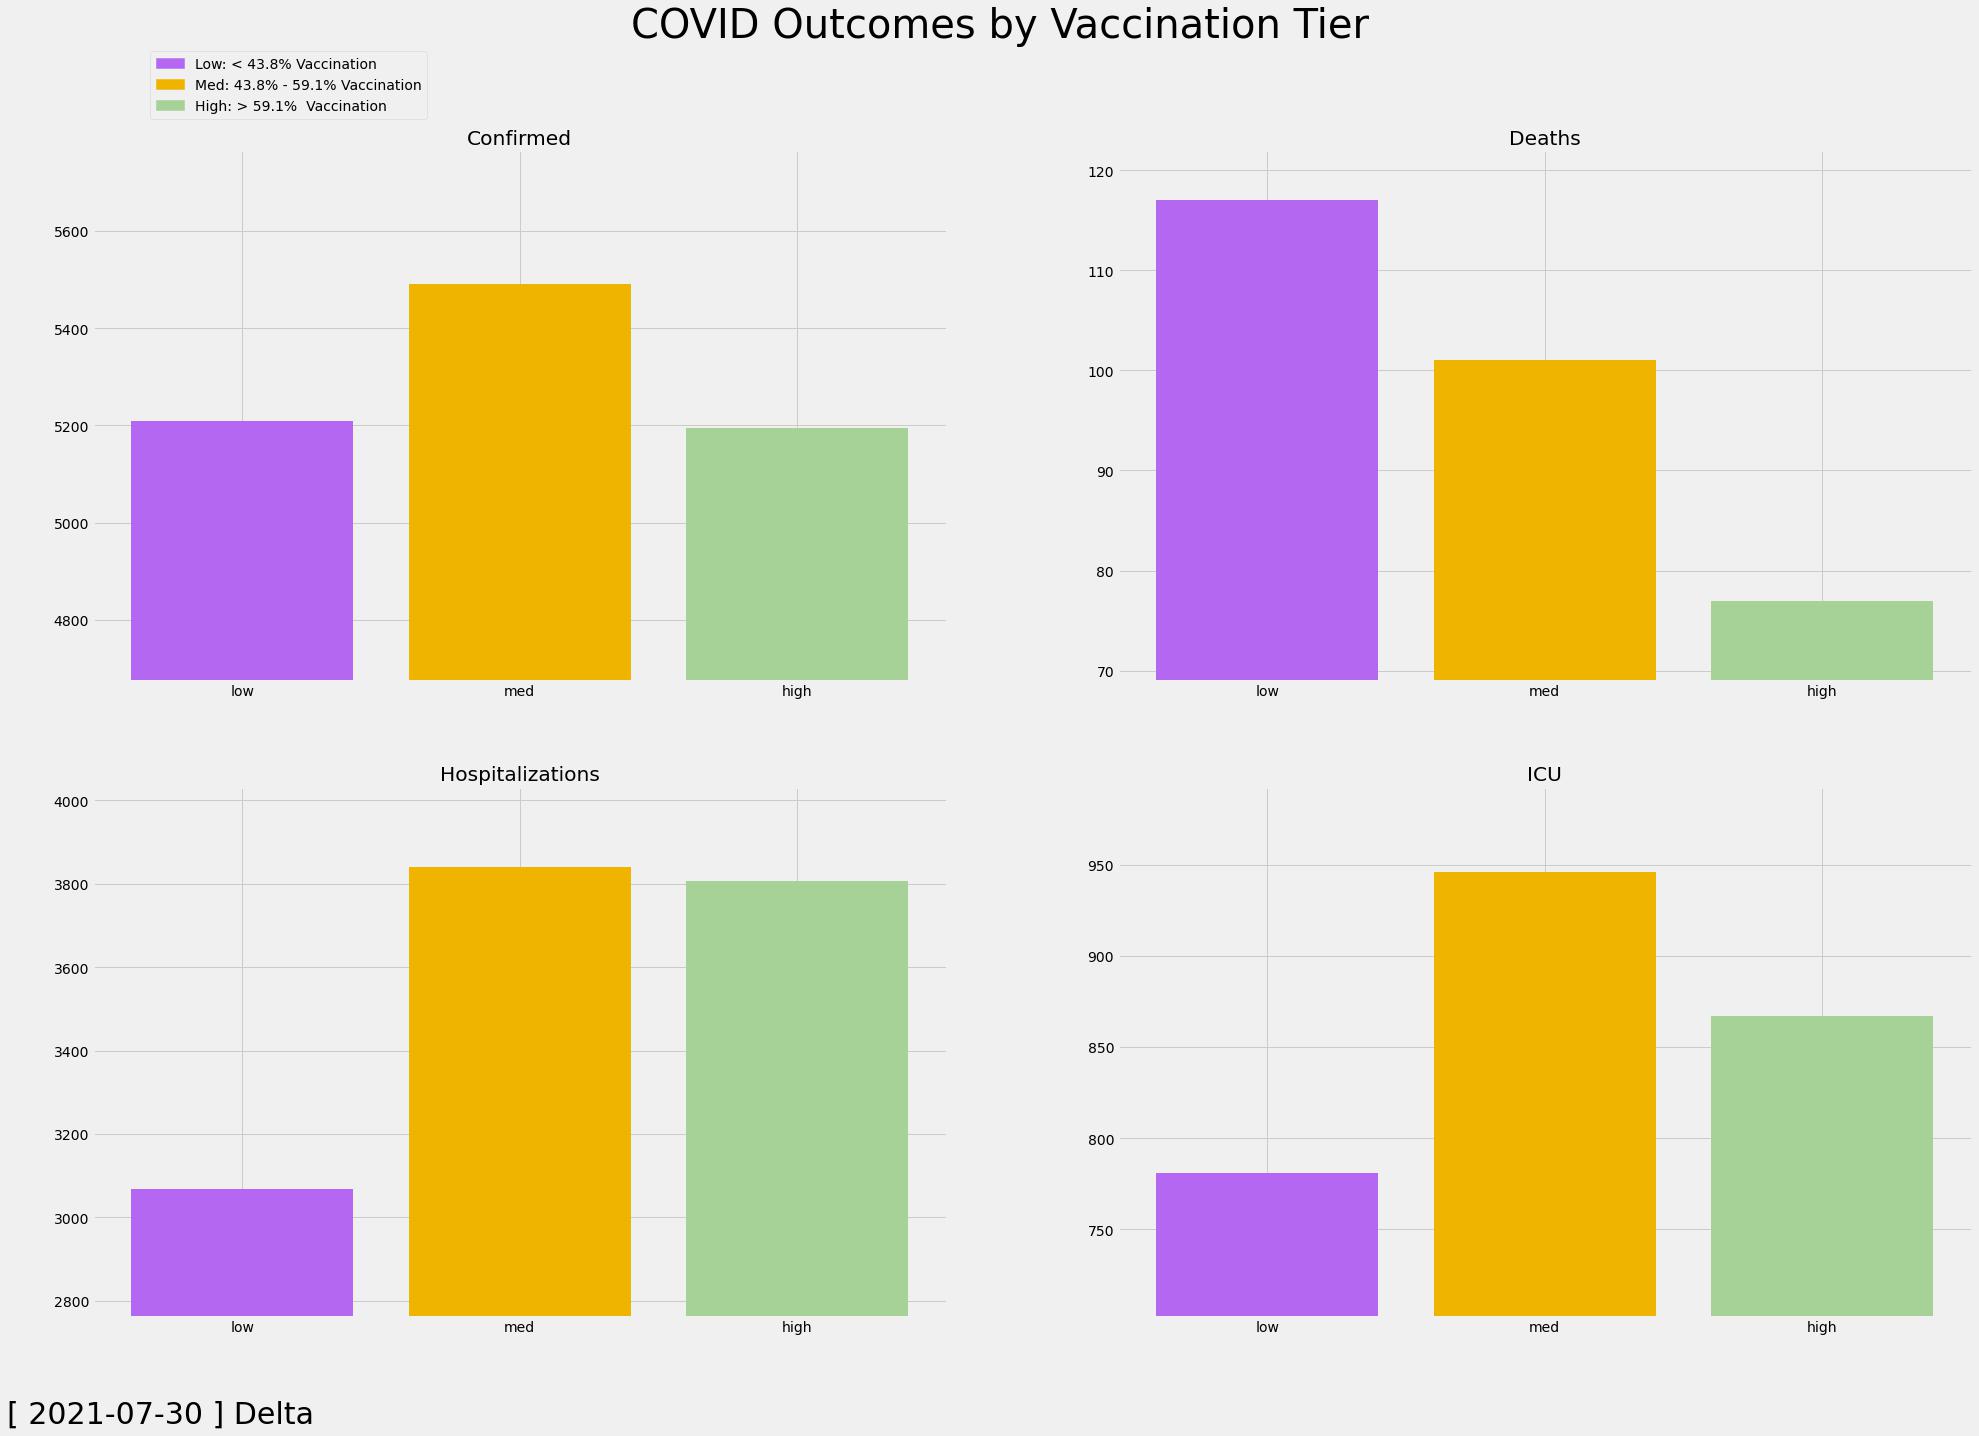 COVID Outcomes by Vaccination Tier
Low: < 43.8% Vaccination
Med: 43.8% - 59.1% Vaccination
High: > 59.1%  Vaccination
Confirmed
5600
5400
5200
5000
4800
low med high
Deaths
120
110
100
90
80
70
low med high
Hospitalizations
4000
3800
3600
3400
3200
3000
2800
low med high
ICU
950
900
850
800
750
low med high
[ 2021-07-30 ] Delta